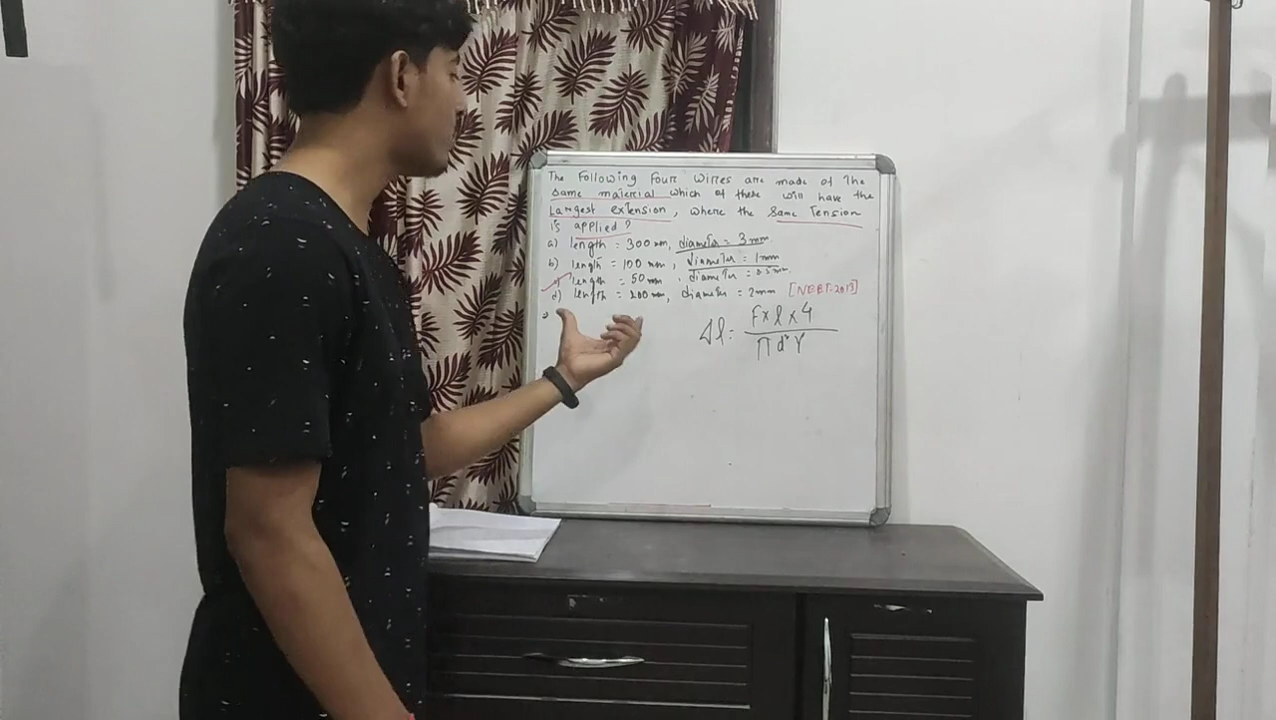 The Following Four Wires are made of The
Same material which of these will have the
Largest extension, where the Same Tension
is applied?
a) length = 300 mm, diameter = 3 mm
b) length = 100 mm, diameter = 1 mm
length = 50 mm, diameter = 0.5 mm
d) length = 200 mm, diameter = 2 mm [NEET-2013]
Δl = F x l x 4
π d² Y